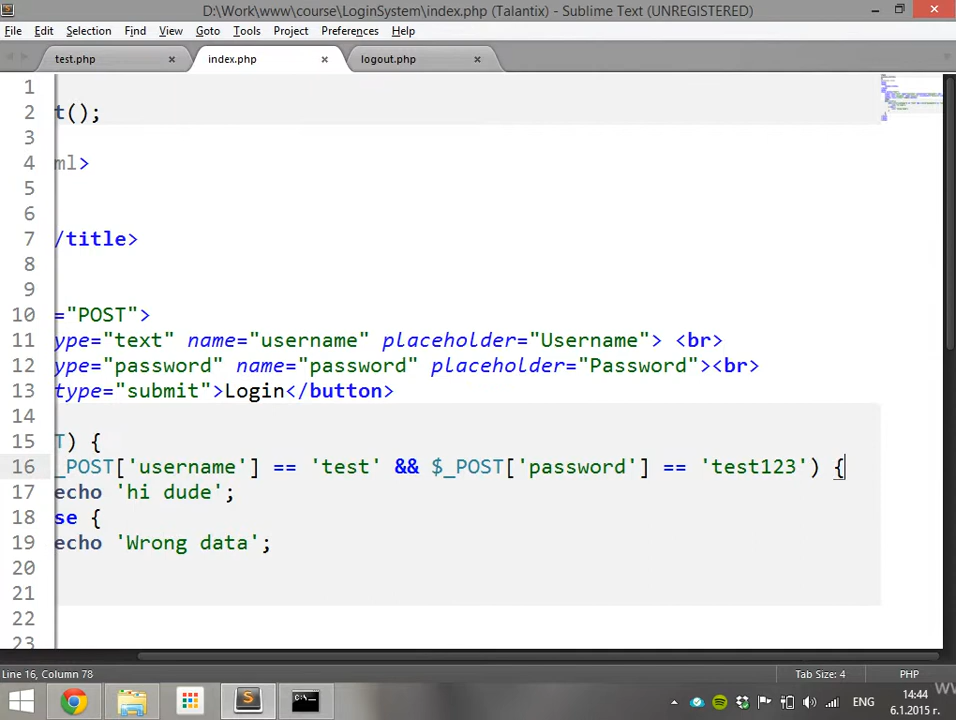 D:\Work\www\course\LoginSystem\index.php (Talantix) - Sublime Text (UNREGISTERED)
File Edit Selection Find View Goto Tools Project Preferences Help
test.php index.php logout.php
1
2 t();
3
4 ml>
5
6
7 /title>
8
9
10 ="POST">
11 ype="text" name="username" placeholder="Username"> <br>
12 ype="password" name="password" placeholder="Password"><br>
13 type="submit">Login</button>
14
15 T) {
16 _POST['username'] == 'test' && $_POST['password'] == 'test123') {
17 echo 'hi dude';
18 se {
19 echo 'Wrong data';
20
21
22
23
Line 16, Column 78 Tab Size: 4 PHP
ENG 14:44
6.1.2015 г.